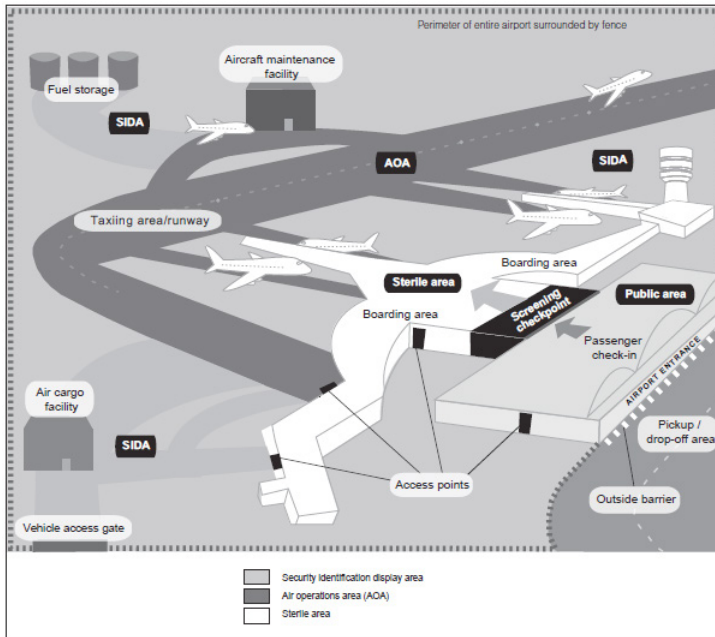 Perimeter of entire airport surrounded by fence
Aircraft maintenance
facility
Fuel storage
SIDA
AOA
SIDA
Taxiing area/runway
Boarding area
Sterile area
Public area
Screening
checkpoint
Boarding area
Passenger
check-in
AIRPORT ENTRANCE
Air cargo
facility
Pickup /
drop-off area
SIDA
Access points
Outside barrier
Vehicle access gate
Security identification display area
Air operations area (AOA)
Sterile area